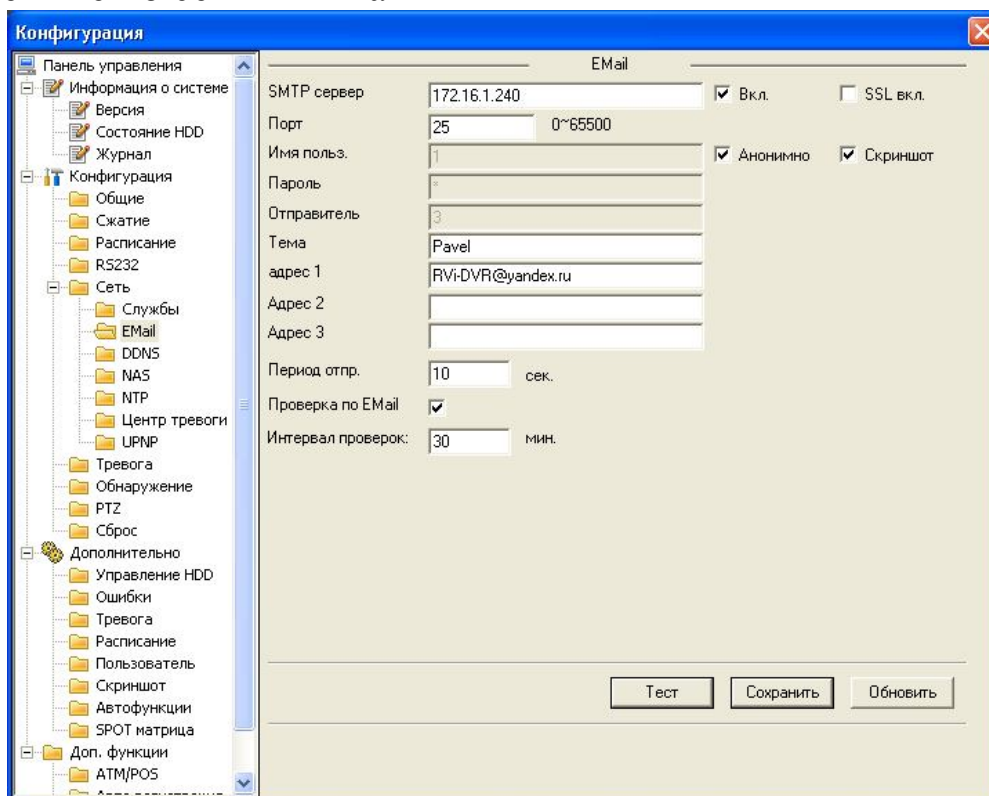 Конфигурация
Панель управления
Информация о системе
Версия
Состояние HDD
Журнал
Конфигурация
Общие
Сжатие
Расписание
RS232
Сеть
Службы
EMail
DDNS
NAS
NTP
Центр тревоги
UPNP
Тревога
Обнаружение
PTZ
Сброс
Дополнительно
Управление HDD
Ошибки
Тревога
Расписание
Пользователь
Скриншот
Автофункции
SPOT матрица
Доп. функции
ATM/POS
EMail
SMTP сервер 172.16.1.240 Вкл. SSL вкл.
Порт 25 0~65500
Имя польз. 1 Анонимно Скриншот
Пароль *
Отправитель 3
Тема Pavel
адрес 1 RVi-DVR@yandex.ru
Адрес 2
Адрес 3
Период отпр. 10 сек.
Проверка по EMail
Интервал проверок: 30 мин.
Тест Сохранить Обновить